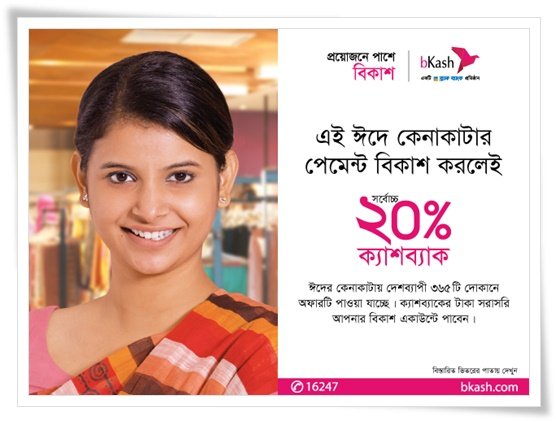 প্রয়োজনে পাশে
বিকাশ
bKash
একটি ব্র্যাক ব্যাংক প্রতিষ্ঠান
এই ঈদে কেনাকাটার
পেমেন্ট বিকাশ করলেই
সর্বোচ্চ
২০%
ক্যাশব্যাক
ঈদের কেনাকাটায় দেশব্যাপী ৩৬৫ টি দোকানে
অফারটি পাওয়া যাচ্ছে । ক্যাশব্যাকের টাকা সরাসরি
আপনার বিকাশ একাউন্টে পাবেন ।
বিস্তারিত ভিতরের পাতায় দেখুন
16247
bkash.com